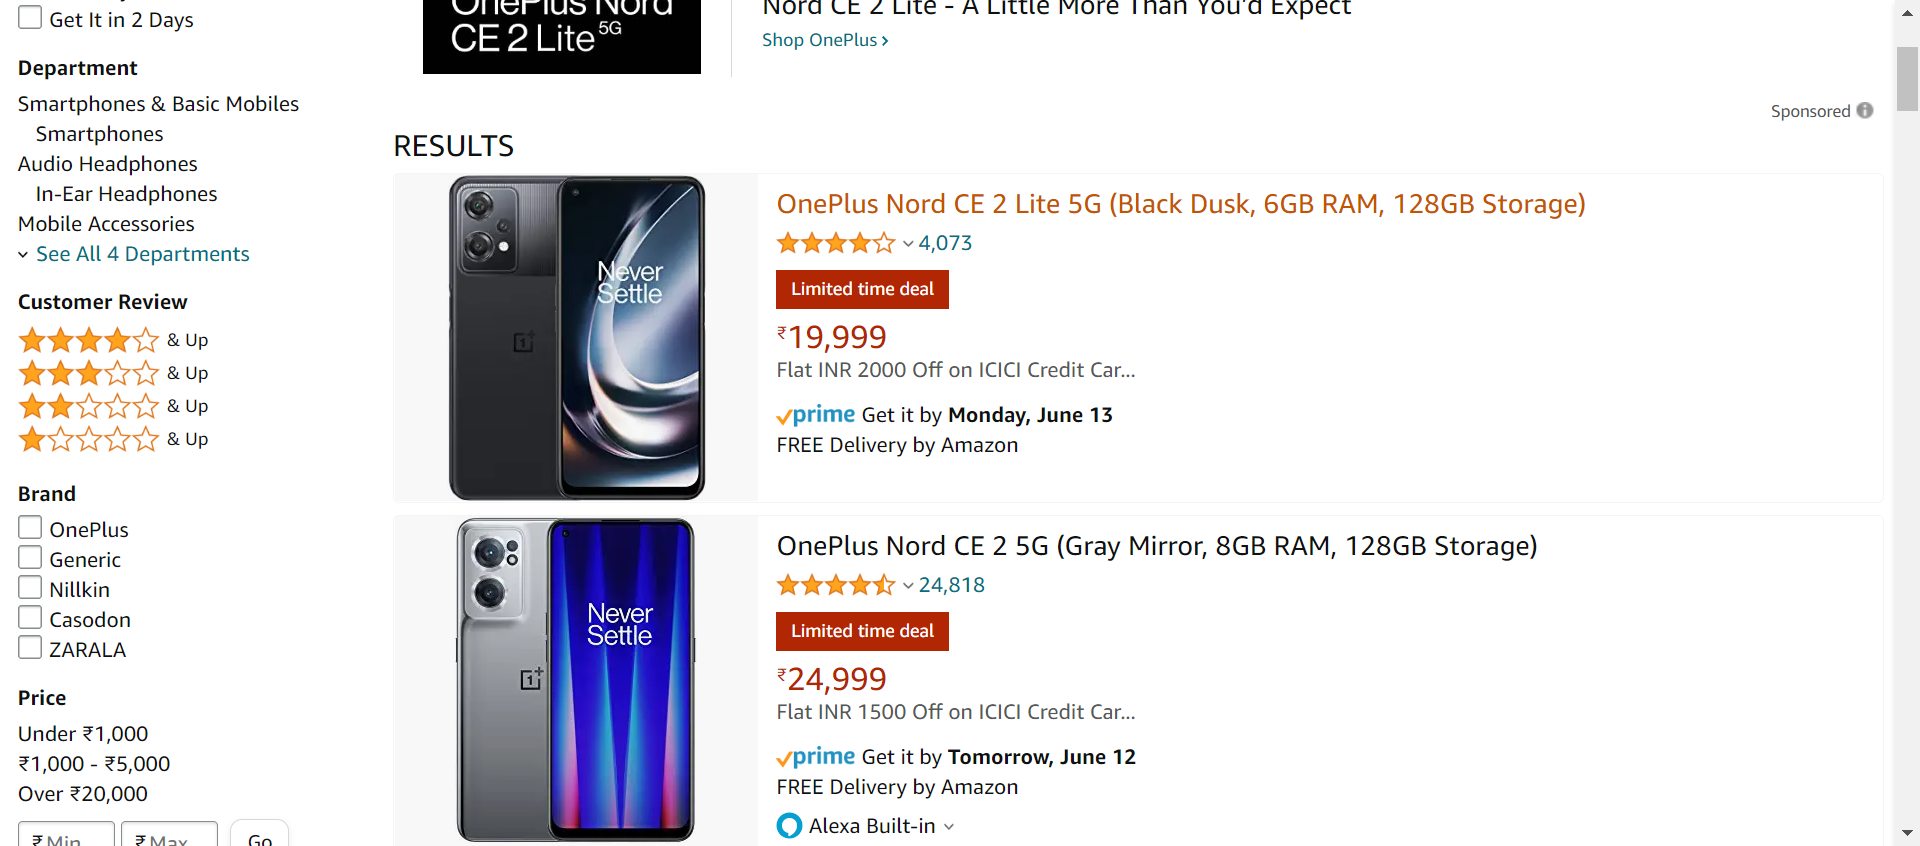 Get It in 2 Days
Department
Smartphones & Basic Mobiles
Smartphones
Audio Headphones
In-Ear Headphones
Mobile Accessories
See All 4 Departments
Customer Review
& Up
& Up
& Up
& Up
Brand
OnePlus
Generic
Nillkin
Casodon
ZARALA
Price
Under ₹1,000
₹1,000 - ₹5,000
Over ₹20,000
₹ Min
₹ Max
Go
OnePlus Nord
CE 2 Lite 5G
Nord CE 2 Lite - A Little More Than You'd Expect
Shop OnePlus ›
Sponsored
RESULTS
Never
Settle
OnePlus Nord CE 2 Lite 5G (Black Dusk, 6GB RAM, 128GB Storage)
4,073
Limited time deal
₹19,999
Flat INR 2000 Off on ICICI Credit Car...
prime Get it by Monday, June 13
FREE Delivery by Amazon
Never
Settle
OnePlus Nord CE 2 5G (Gray Mirror, 8GB RAM, 128GB Storage)
24,818
Limited time deal
₹24,999
Flat INR 1500 Off on ICICI Credit Car...
prime Get it by Tomorrow, June 12
FREE Delivery by Amazon
Alexa Built-in